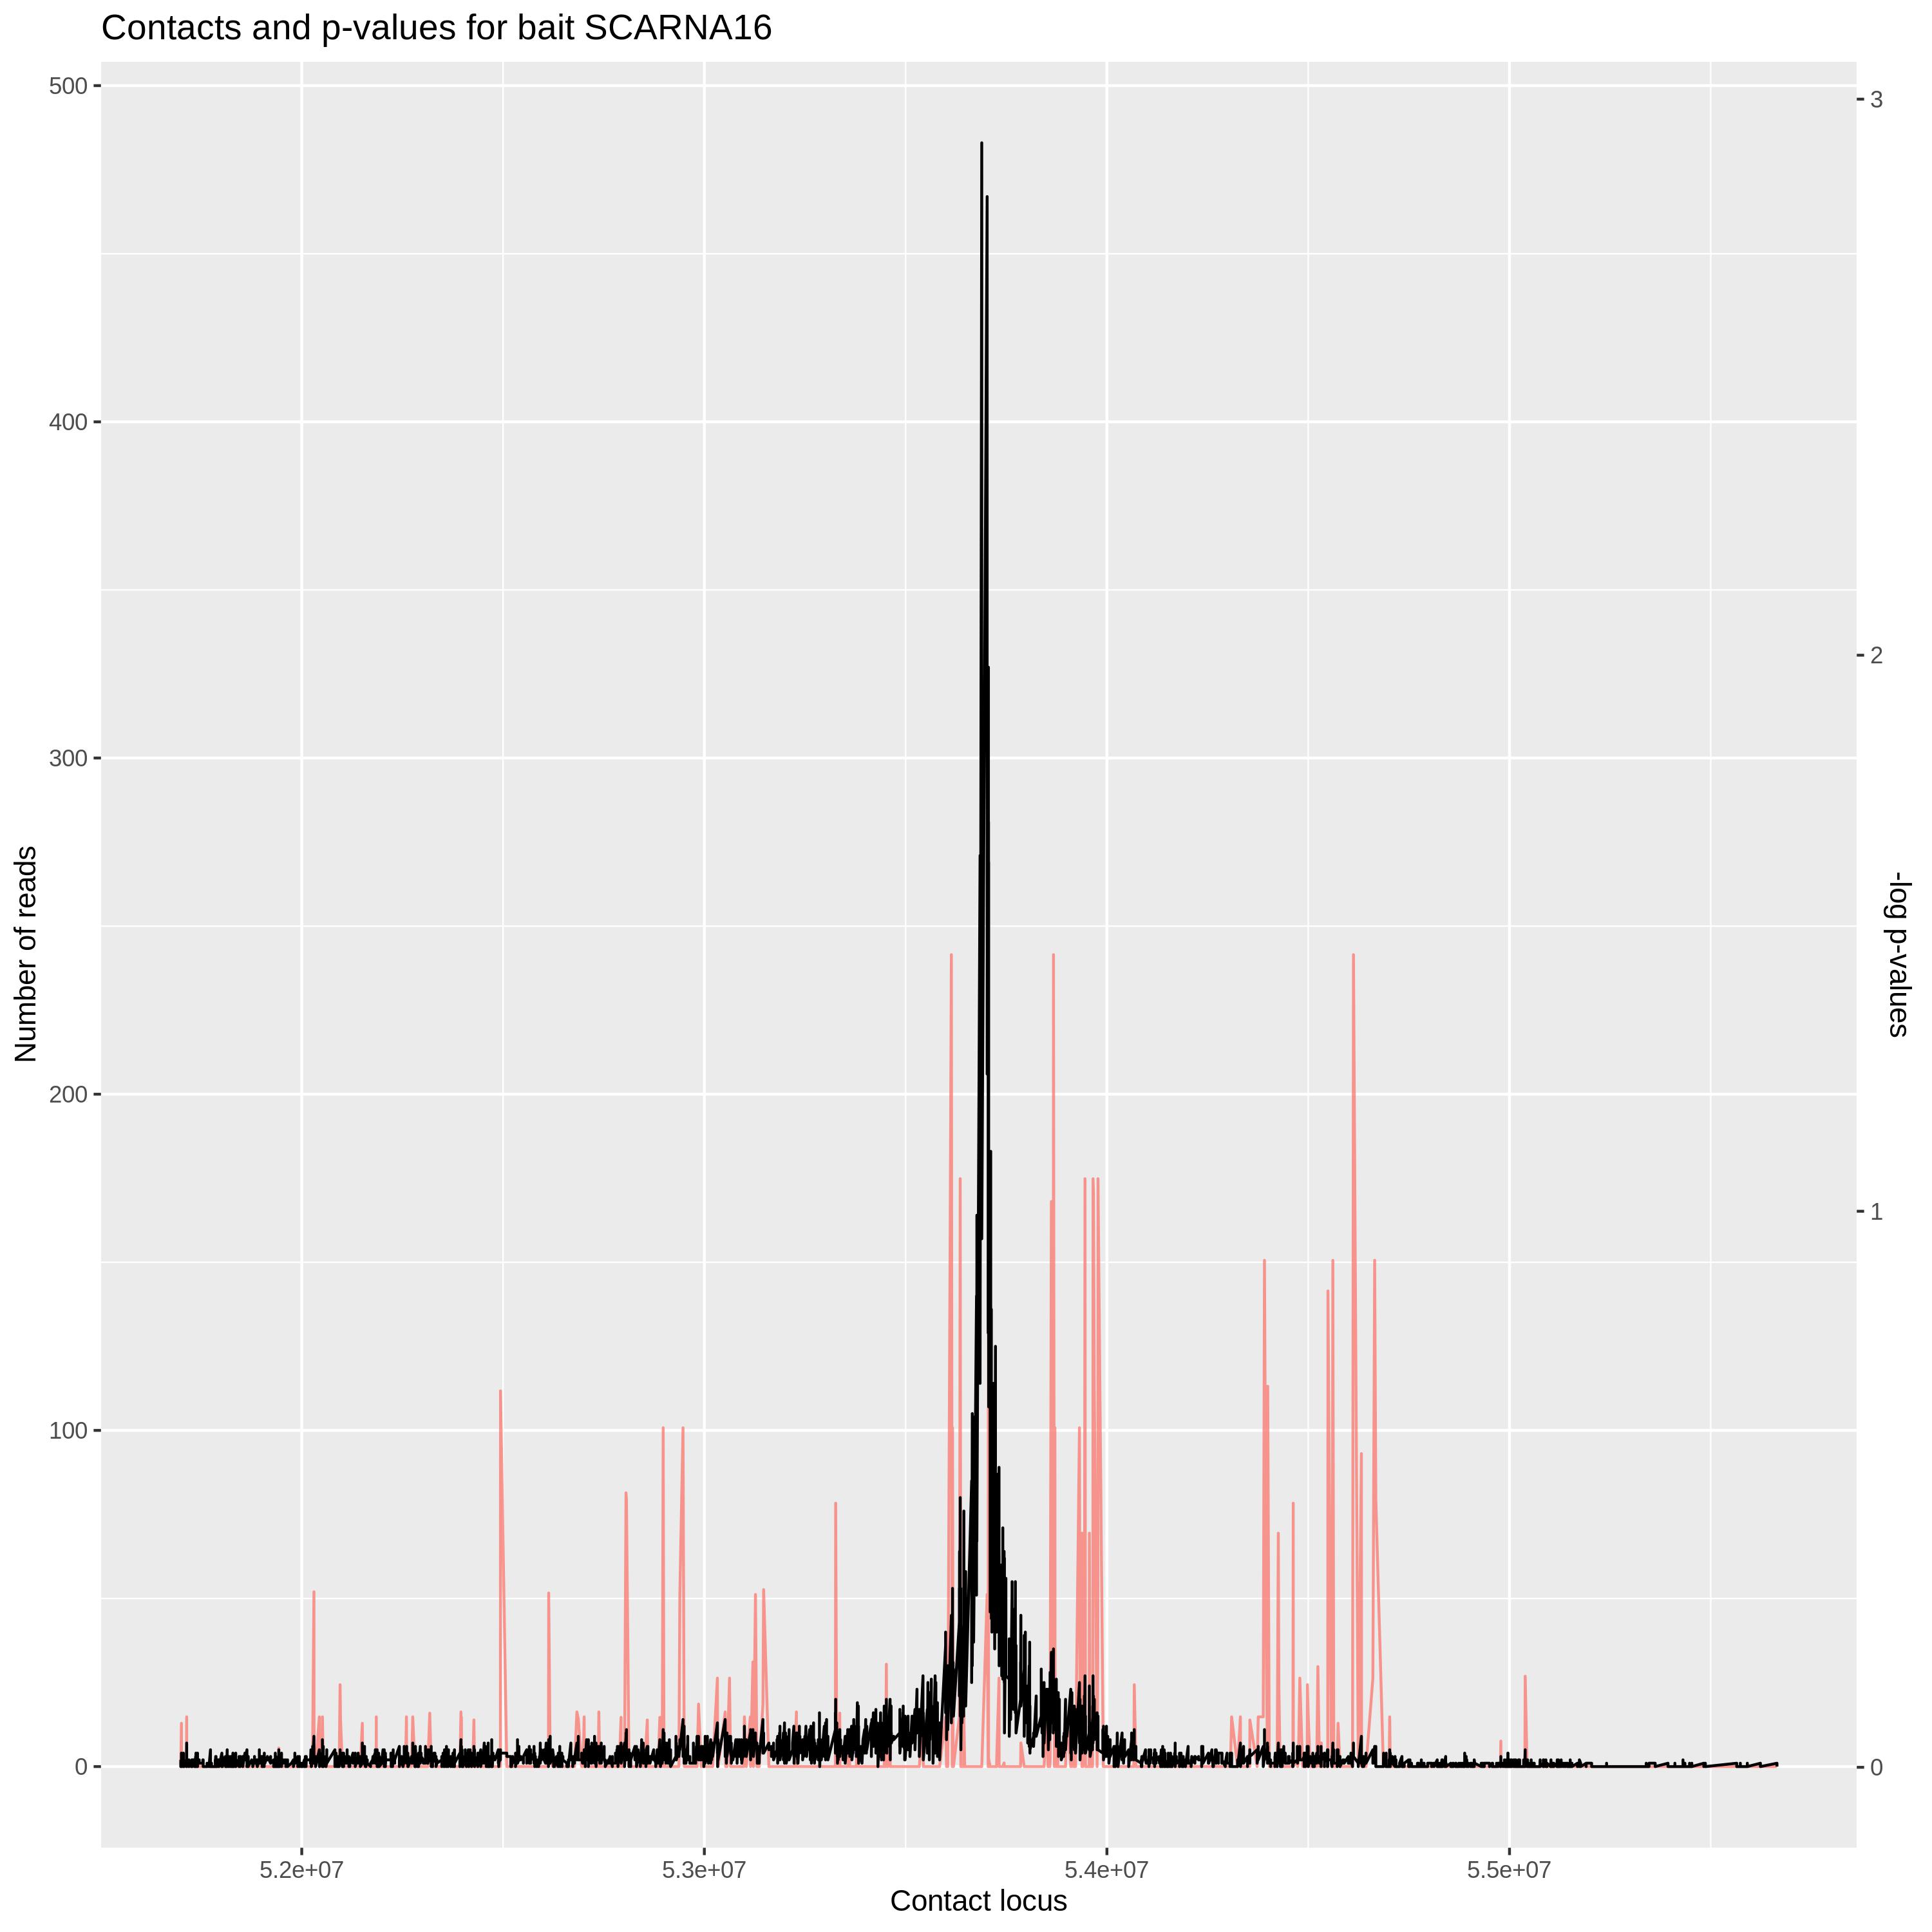 Contacts and p-values for bait SCARNA16
500
400
300
200
100
0
Number of reads
3
2
1
0
-log p-values
5.2e+07 5.3e+07 5.4e+07 5.5e+07
Contact locus